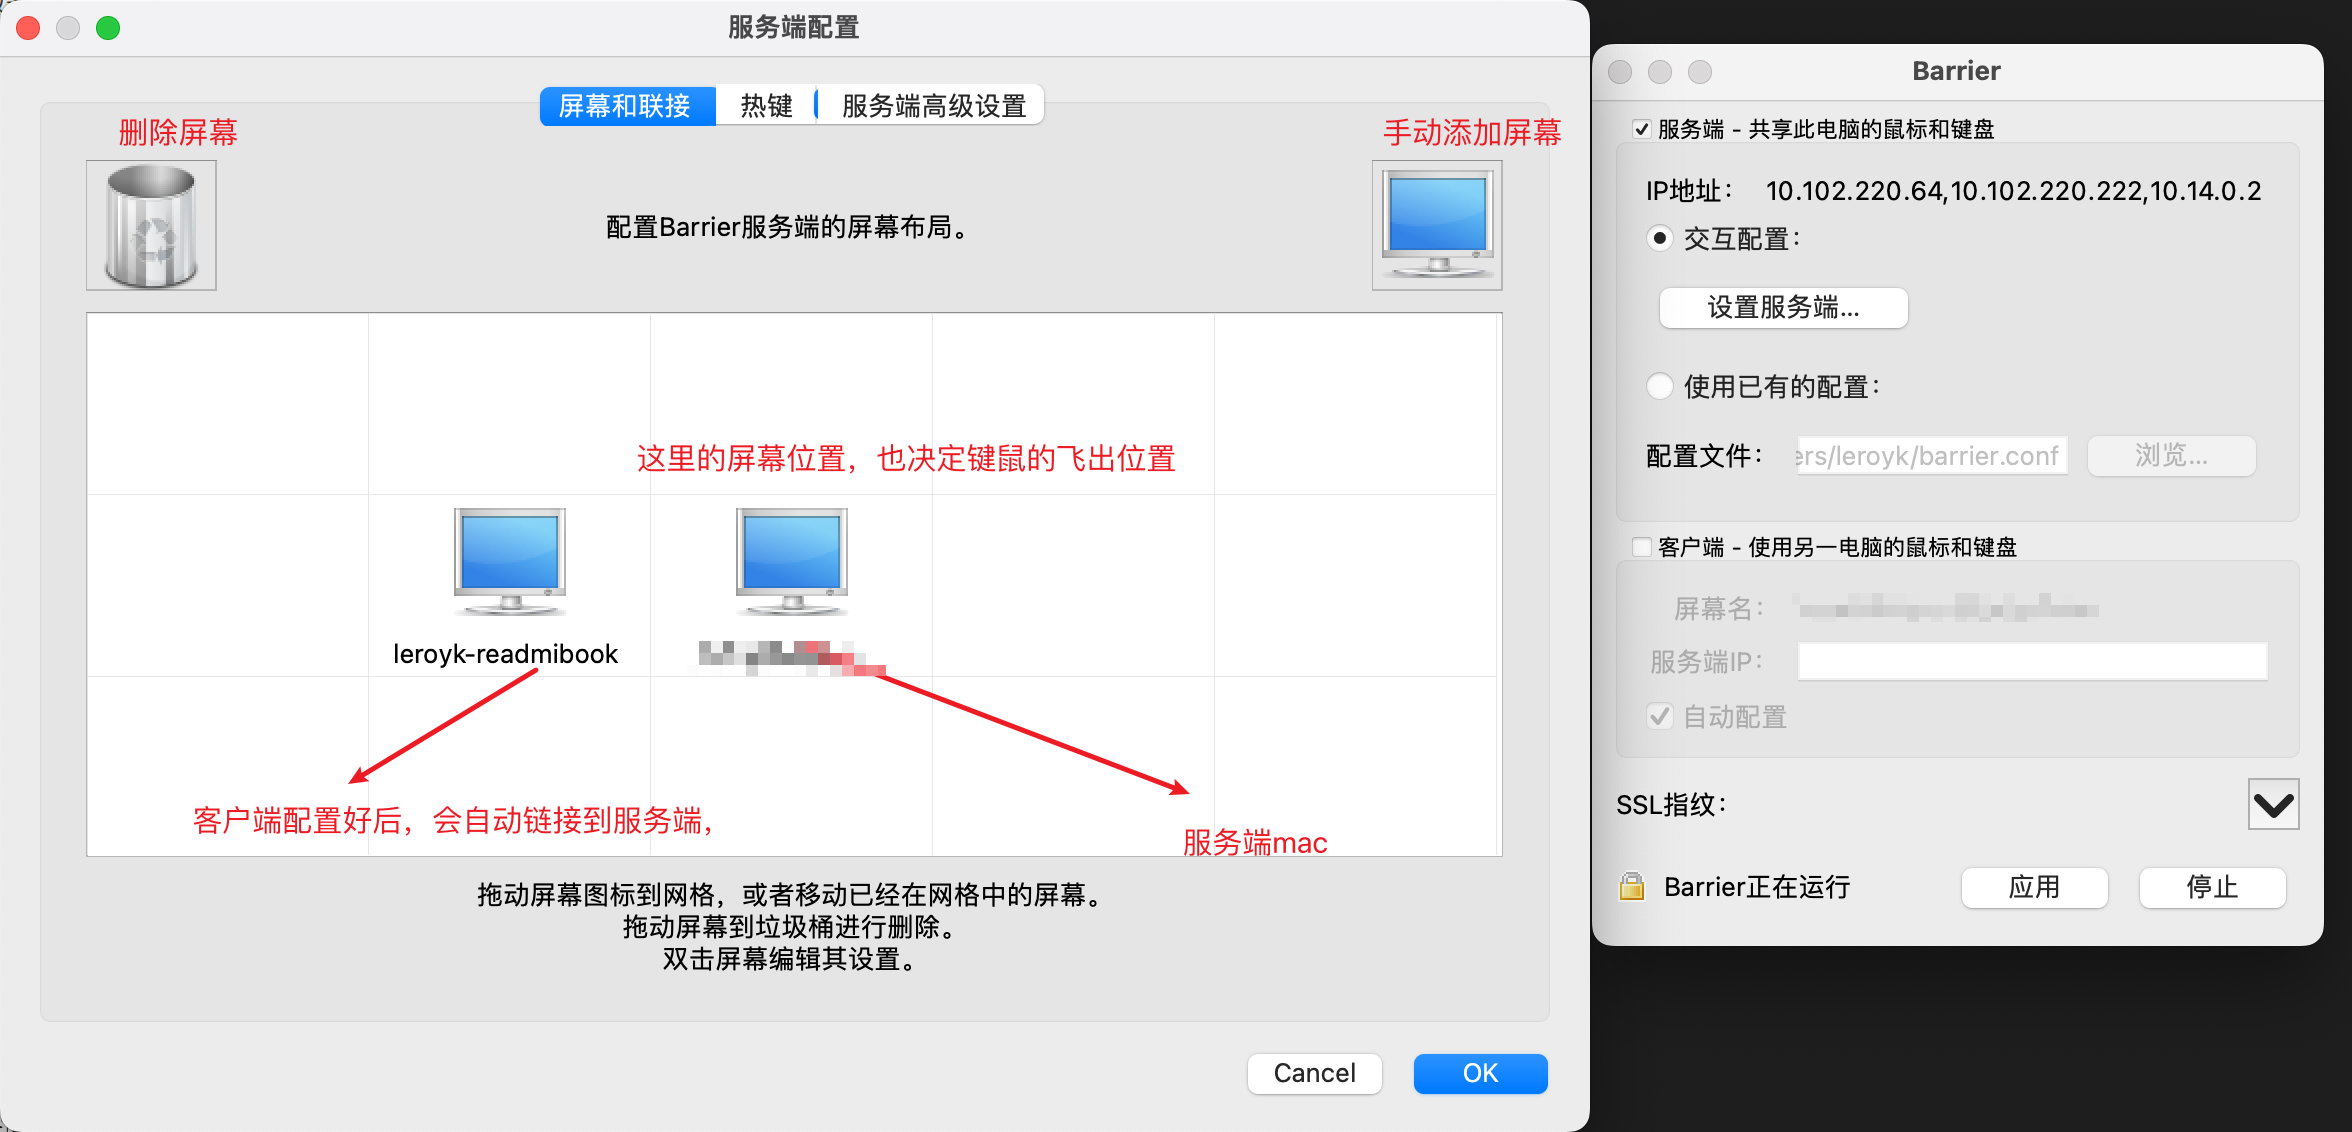 服务端配置
屏幕和联接
热键
服务端高级设置
删除屏幕
手动添加屏幕
配置Barrier服务端的屏幕布局。
这里的屏幕位置，也决定键鼠的飞出位置
leroyk-readmibook
客户端配置好后，会自动链接到服务端，
服务端mac
拖动屏幕图标到网格，或者移动已经在网格中的屏幕。
拖动屏幕到垃圾桶进行删除。
双击屏幕编辑其设置。
Cancel
OK
Barrier
服务端 - 共享此电脑的鼠标和键盘
IP地址： 10.102.220.64,10.102.220.222,10.14.0.2
交互配置：
设置服务端...
使用已有的配置：
配置文件： ers/leroyk/barrier.conf 浏览...
客户端 - 使用另一电脑的鼠标和键盘
屏幕名：
服务端IP：
自动配置
SSL指纹：
Barrier正在运行
应用
停止